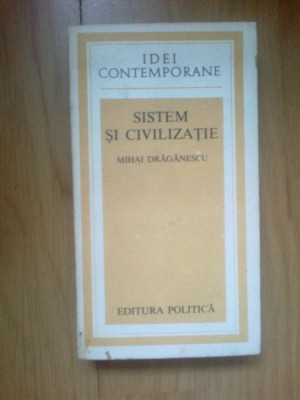 IDEI
CONTEMPORANE
SISTEM
ȘI CIVILIZAȚIE
MIHAI DRĂGĂNESCU
EDITURA POLITICĂ